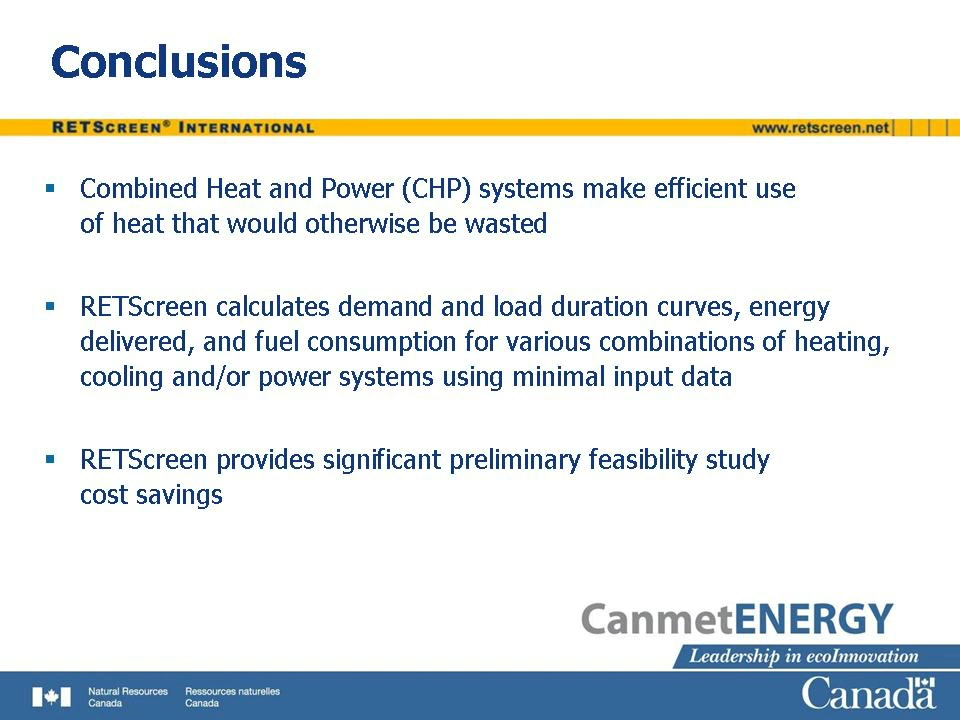 Conclusions
RETScreen® International
www.retscreen.net
Combined Heat and Power (CHP) systems make efficient use
of heat that would otherwise be wasted
RETScreen calculates demand and load duration curves, energy
delivered, and fuel consumption for various combinations of heating,
cooling and/or power systems using minimal input data
RETScreen provides significant preliminary feasibility study
cost savings
CanmetENERGY
Leadership in ecoInnovation
Natural Resources
Canada
Ressources naturelles
Canada
Canada